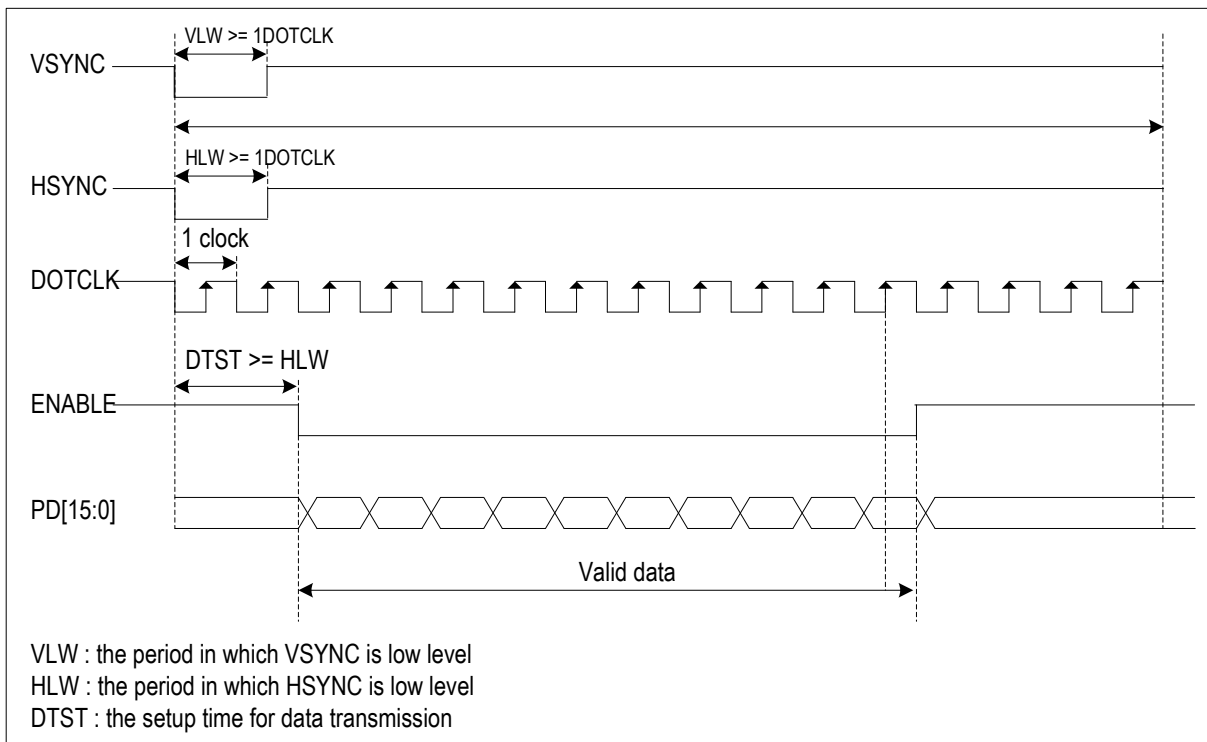 VLW >= 1DOTCLK
VSYNC
HLW >= 1DOTCLK
HSYNC
1 clock
DOTCLK
DTST >= HLW
ENABLE
PD[15:0]
Valid data
VLW : the period in which VSYNC is low level
HLW : the period in which HSYNC is low level
DTST : the setup time for data transmission